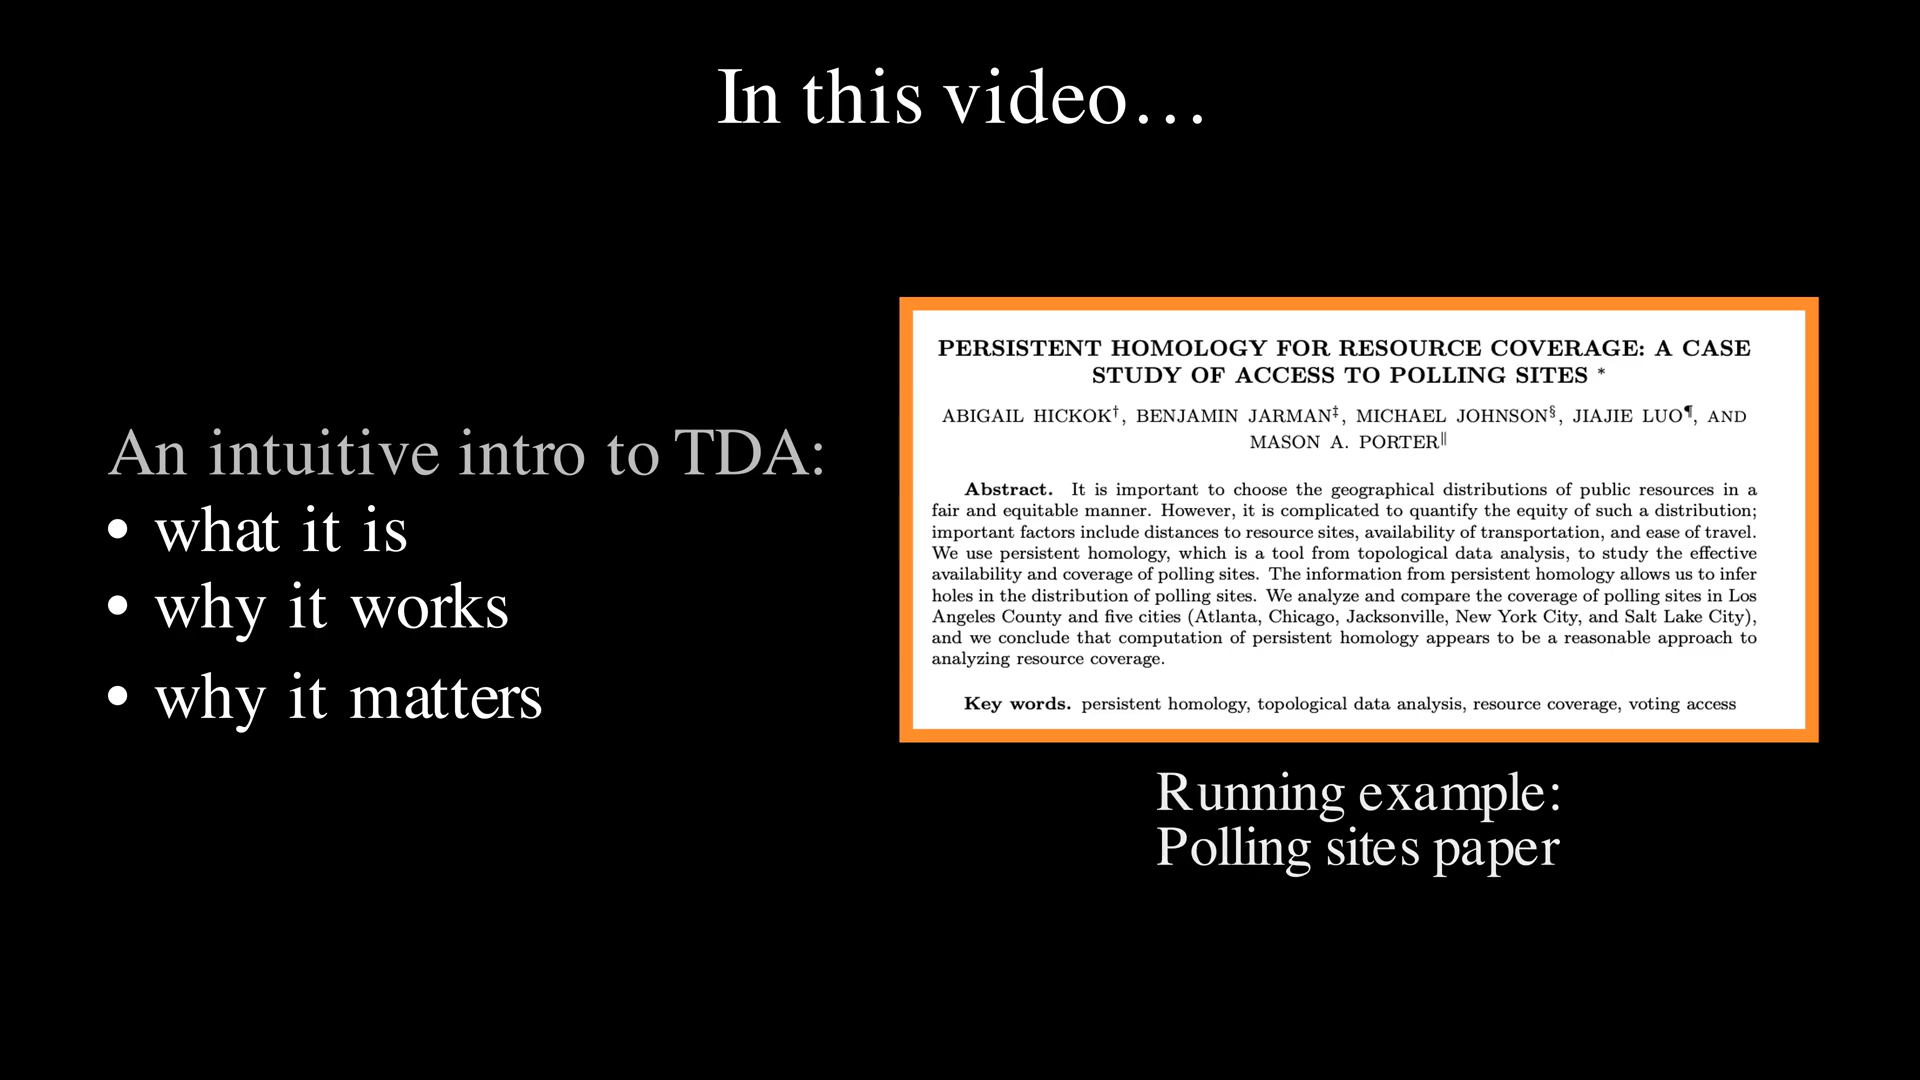 In this video…
An intuitive intro to TDA:
• what it is
• why it works
• why it matters
PERSISTENT HOMOLOGY FOR RESOURCE COVERAGE: A CASE
STUDY OF ACCESS TO POLLING SITES *
ABIGAIL HICKOK†, BENJAMIN JARMAN‡, MICHAEL JOHNSON§, JIAJIE LUO¶, AND
MASON A. PORTER‖
Abstract. It is important to choose the geographical distributions of public resources in a
fair and equitable manner. However, it is complicated to quantify the equity of such a distribution;
important factors include distances to resource sites, availability of transportation, and ease of travel.
We use persistent homology, which is a tool from topological data analysis, to study the effective
availability and coverage of polling sites. The information from persistent homology allows us to infer
holes in the distribution of polling sites. We analyze and compare the coverage of polling sites in Los
Angeles County and five cities (Atlanta, Chicago, Jacksonville, New York City, and Salt Lake City),
and we conclude that computation of persistent homology appears to be a reasonable approach to
analyzing resource coverage.
Key words. persistent homology, topological data analysis, resource coverage, voting access
Running example:
Polling sites paper